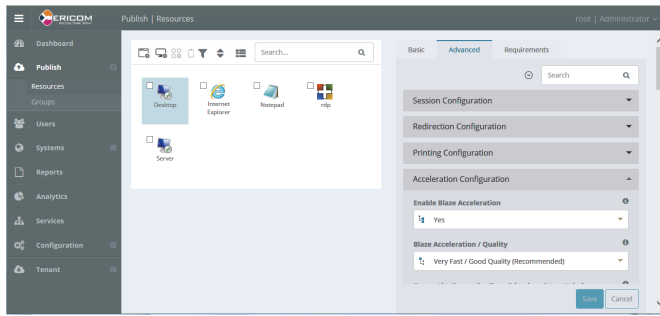 ERICOM
Publish | Resources
root | Administrator
Dashboard
Publish
Resources
Groups
Users
Systems
Reports
Analytics
Services
Configuration
Tenant
Search...
Desktop
Internet
Explorer
Notepad
rdp
Server
Basic
Advanced
Requirements
Search
Session Configuration
Redirection Configuration
Printing Configuration
Acceleration Configuration
Enable Blaze Acceleration
Yes
Blaze Acceleration / Quality
Very Fast / Good Quality (Recommended)
Save
Cancel